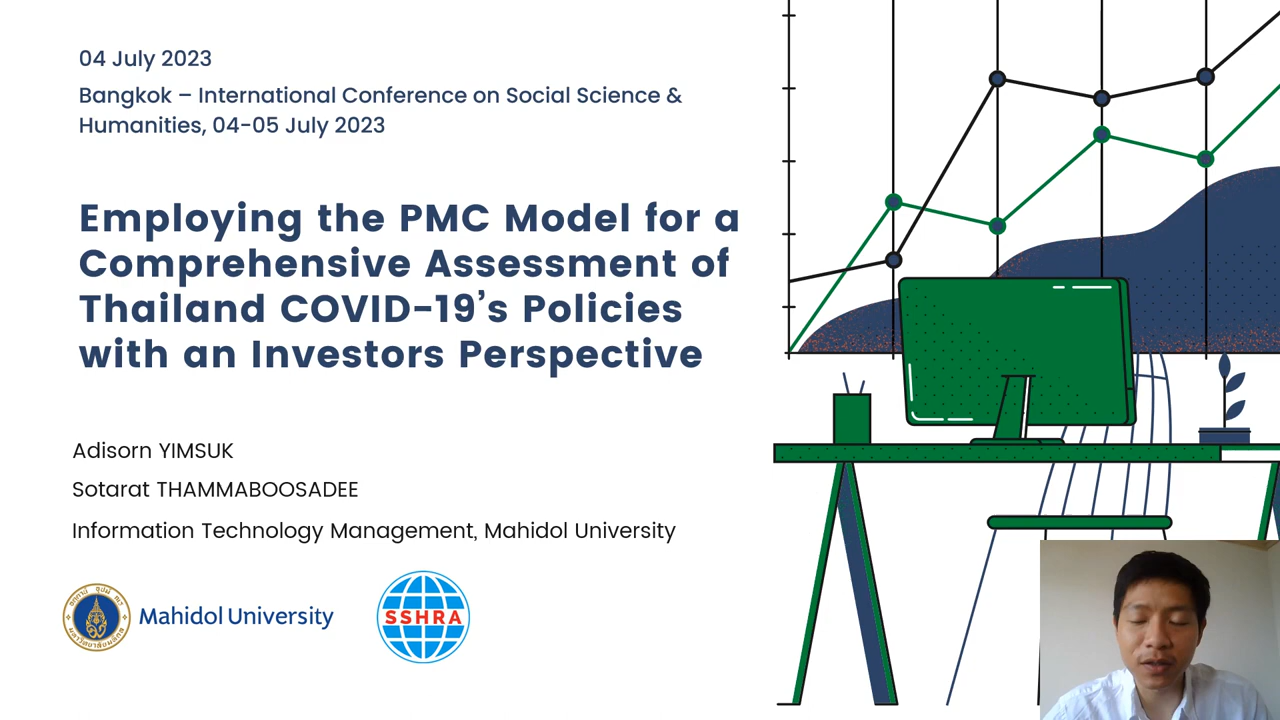 04 July 2023
Bangkok – International Conference on Social Science &
Humanities, 04-05 July 2023
Employing the PMC Model for a
Comprehensive Assessment of
Thailand COVID-19’s Policies
with an Investors Perspective
Adisorn YIMSUK
Sotarat THAMMABOOSADEE
Information Technology Management, Mahidol University
Mahidol University
SSHRA